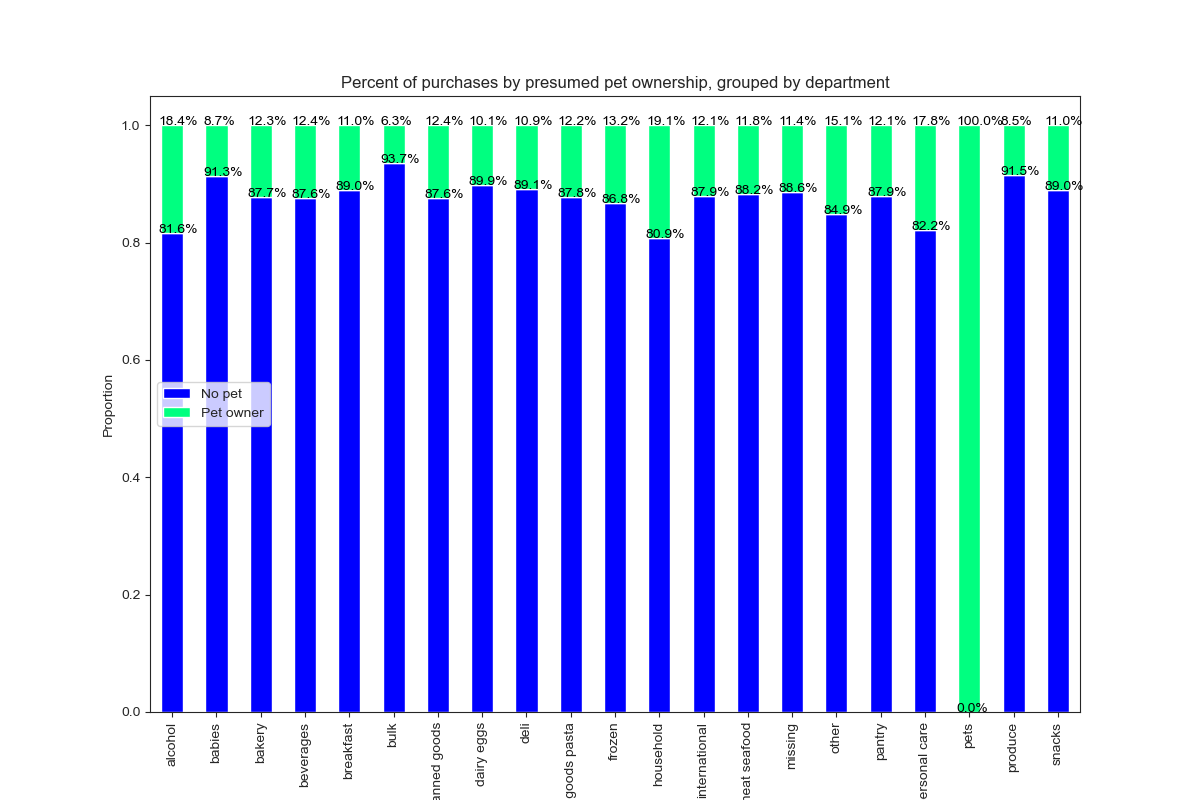 Percent of purchases by presumed pet ownership, grouped by department
18.4% 8.7% 12.3% 12.4% 11.0% 6.3% 12.4% 10.1% 10.9% 12.2% 13.2% 19.1% 12.1% 11.8% 11.4% 15.1% 12.1% 17.8% 100.0% 8.5% 11.0%
81.6% 91.3% 87.7% 87.6% 89.0% 93.7% 87.6% 89.9% 89.1% 87.8% 86.8% 80.9% 87.9% 88.2% 88.6% 84.9% 87.9% 82.2% 0.0% 91.5% 89.0%
1.0
0.8
0.6
0.4
0.2
0.0
Proportion
No pet
Pet owner
alcohol
babies
bakery
beverages
breakfast
bulk
anned goods
dairy eggs
deli
goods pasta
frozen
household
international
neat seafood
missing
other
pantry
ersonal care
pets
produce
snacks